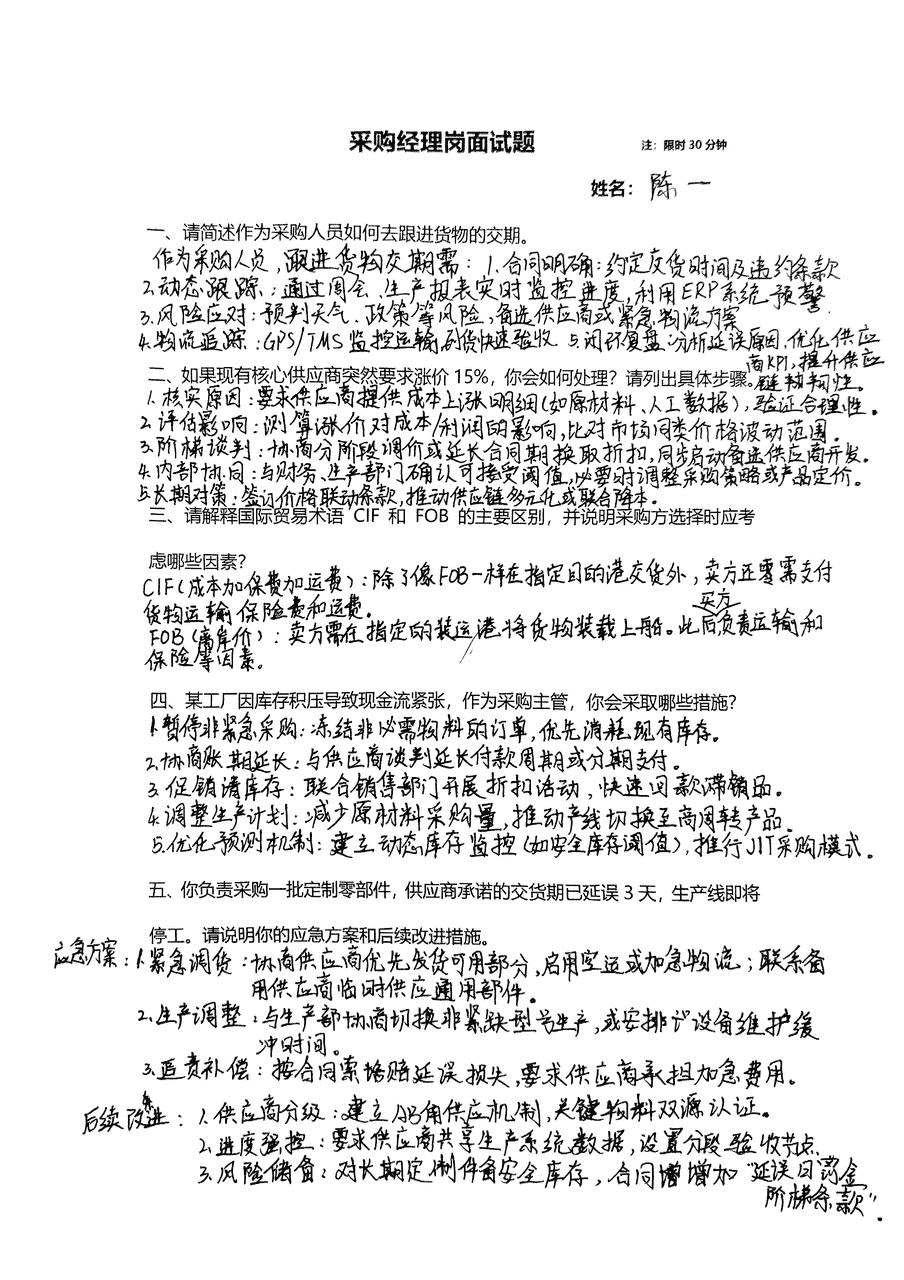 采购经理岗面试题
注：限时30分钟
姓名：陈一
一、请简述作为采购人员如何去跟进货物的交期。
作为采购人员，跟进货物交期需：1.合同明确：约定交货时间及违约条款
2.动态跟踪：通过周会、生产报表实时监控进度，利用ERP系统预警
3.风险应对：预判天气、政策等风险，备选供应商或紧急物流方案
4.物流追踪：GPS/TMS监控运输，到货快速验收 5.闭环复盘：分析延误原因，优化供应
商KPI，提升供应
链韧性。
二、如果现有核心供应商突然要求涨价15%，你会如何处理？请列出具体步骤。
1.核实原因：要求供应商提供成本上涨明细（如原材料、人工数据），验证合理性。
2.评估影响：测算涨价对成本/利润的影响，比对市场同类价格波动范围。
3.阶梯谈判：协商分阶段调价或延长合同期换取折扣，同步启动备选供应商开发。
4.内部协同：与财务、生产部门确认可接受阈值，必要时调整采购策略或产品定价。
5.长期对策：签订价格联动条款，推动供应链多元化或联合降本。
三、请解释国际贸易术语 CIF 和 FOB 的主要区别，并说明采购方选择时应考
虑哪些因素？
CIF（成本加保费加运费）：除了像FOB一样在指定目的港交货外，卖方还零需支付
货物运输 保险费和运费。
买方
FOB（离岸价）：卖方需在指定的装运港将货物装载上船。此后负责运输和
保险等因素。
四、某工厂因库存积压导致现金流紧张，作为采购主管，你会采取哪些措施？
1.暂停非紧急采购：冻结非必需物料的订单，优先消耗现有库存。
2.协商账期延长：与供应商谈判延长付款周期或分期支付。
3.促销清库存：联合销售部门开展折扣活动，快速回款滞销品。
4.调整生产计划：减少原材料采购量，推动产线切换至高周转产品。
5.优化预测机制：建立动态库存监控（如安全库存阈值），推行JIT采购模式。
五、你负责采购一批定制零部件，供应商承诺的交货期已延误3天，生产线即将
停工。请说明你的应急方案和后续改进措施。
应急方案：1.紧急调货：协商供应商优先发货可用部分，启用空运或加急物流；联系备
用供应商临时供应通用部件。
2.生产调整：与生产部协商切换非紧缺型号生产，或安排设备维护缓
冲时间。
3.追责补偿：按合同索赔延误损失，要求供应商承担加急费用。
后续改进：1.供应商分级：建立AB角供应机制，关键物料双源认证。
2.进度强控：要求供应商共享生产系统数据，设置分段验收节点
3.风险储备：对长期定制件备安全库存，合同增加“延误日罚金
阶梯条款”。